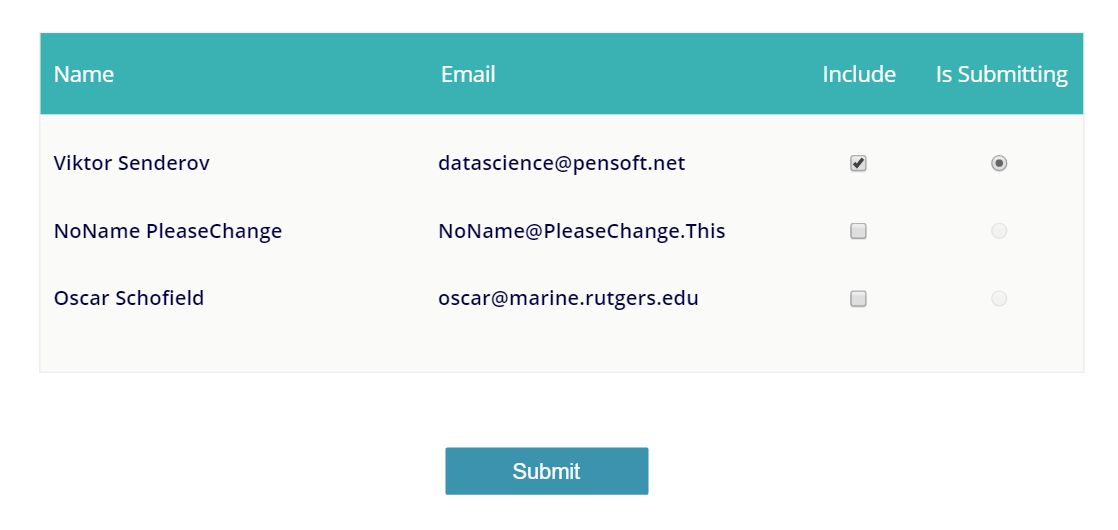 Name Email Include Is Submitting
Viktor Senderov datascience@pensoft.net
NoName PleaseChange NoName@PleaseChange.This
Oscar Schofield oscar@marine.rutgers.edu
Submit